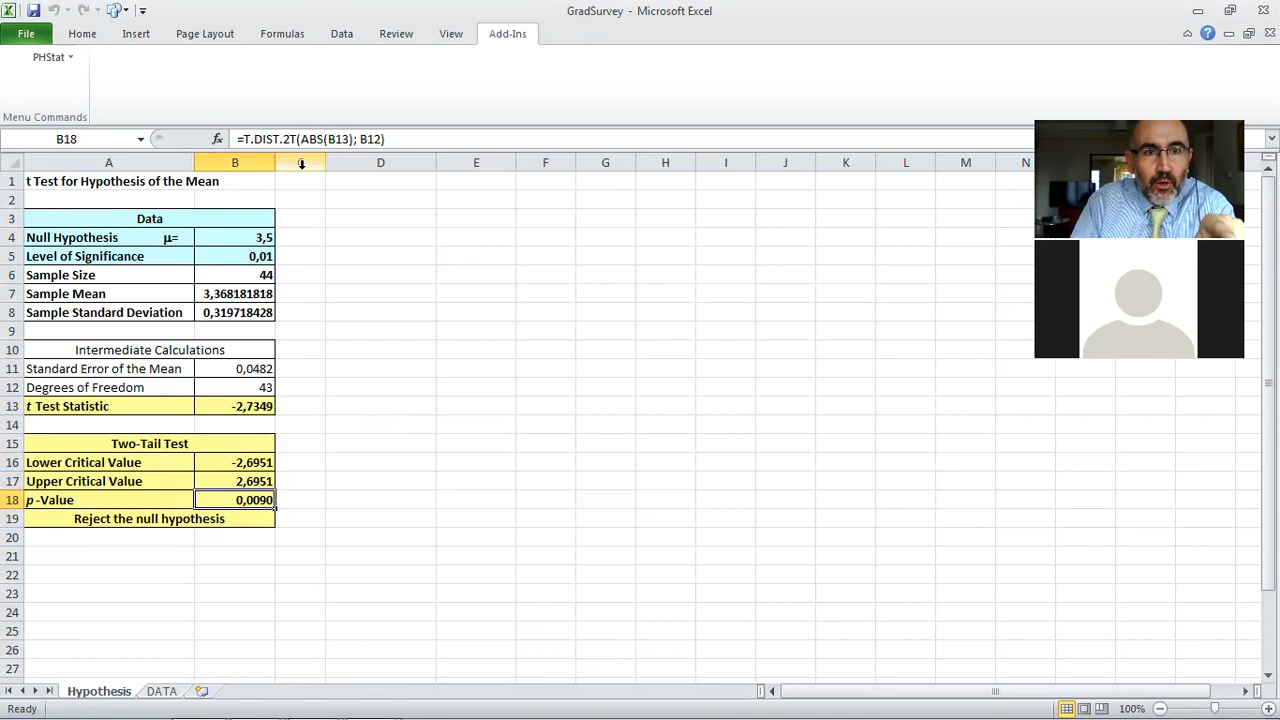 GradSurvey - Microsoft Excel
File Home Insert Page Layout Formulas Data Review View Add-Ins
PHStat
Menu Commands
B18 fx =T.DIST.2T(ABS(B13); B12)
A B C D E F G H I J K L M N
1 t Test for Hypothesis of the Mean
2
3 Data
4 Null Hypothesis μ= 3,5
5 Level of Significance 0,01
6 Sample Size 44
7 Sample Mean 3,368181818
8 Sample Standard Deviation 0,319718428
9
10 Intermediate Calculations
11 Standard Error of the Mean 0,0482
12 Degrees of Freedom 43
13 t Test Statistic -2,7349
14
15 Two-Tail Test
16 Lower Critical Value -2,6951
17 Upper Critical Value 2,6951
18 p -Value 0,0090
19 Reject the null hypothesis
20
21
22
23
24
25
26
27
Hypothesis DATA
Ready 100%